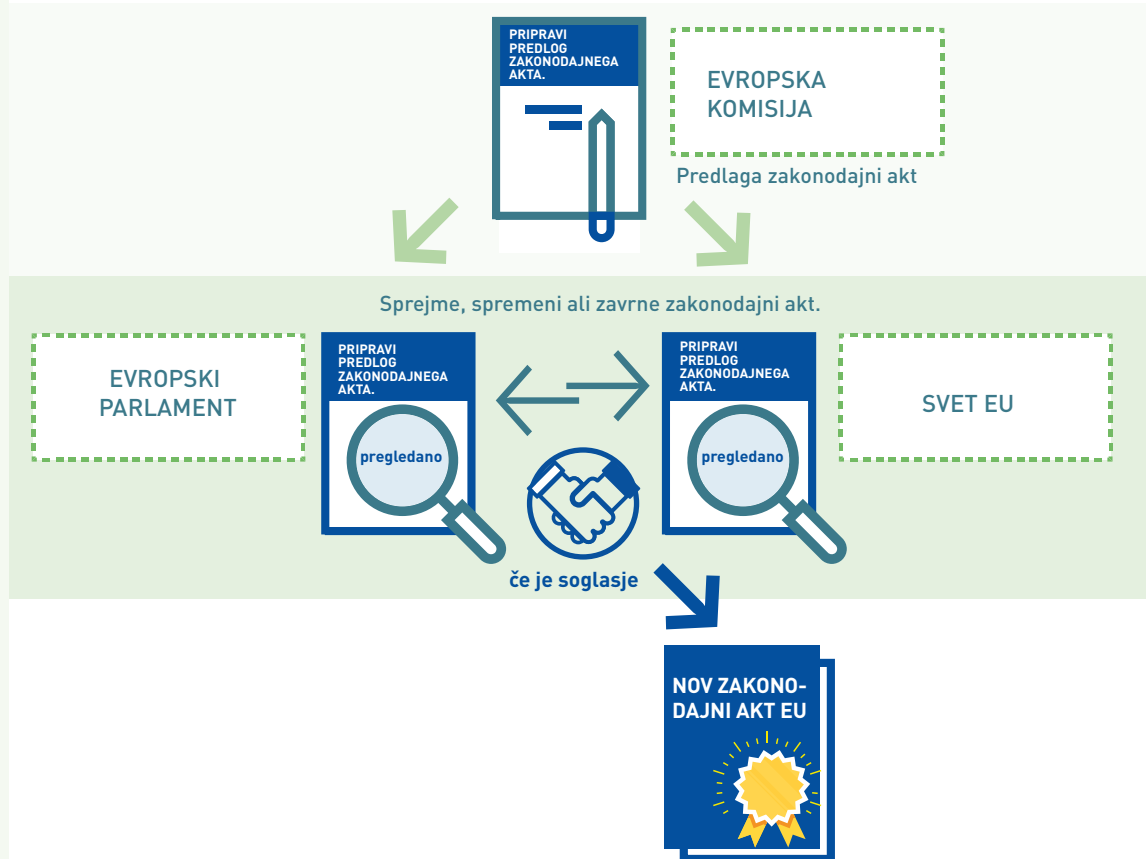 PRIPRAVI
PREDLOG
ZAKONODAJNEGA
AKTA.
EVROPSKA
KOMISIJA
Predlaga zakonodajni akt
Sprejme, spremeni ali zavrne zakonodajni akt.
EVROPSKI
PARLAMENT
PRIPRAVI
PREDLOG
ZAKONODAJNEGA
AKTA.
pregledano
PRIPRAVI
PREDLOG
ZAKONODAJNEGA
AKTA.
pregledano
SVET EU
če je soglasje
NOV ZAKONO-
DAJNI AKT EU